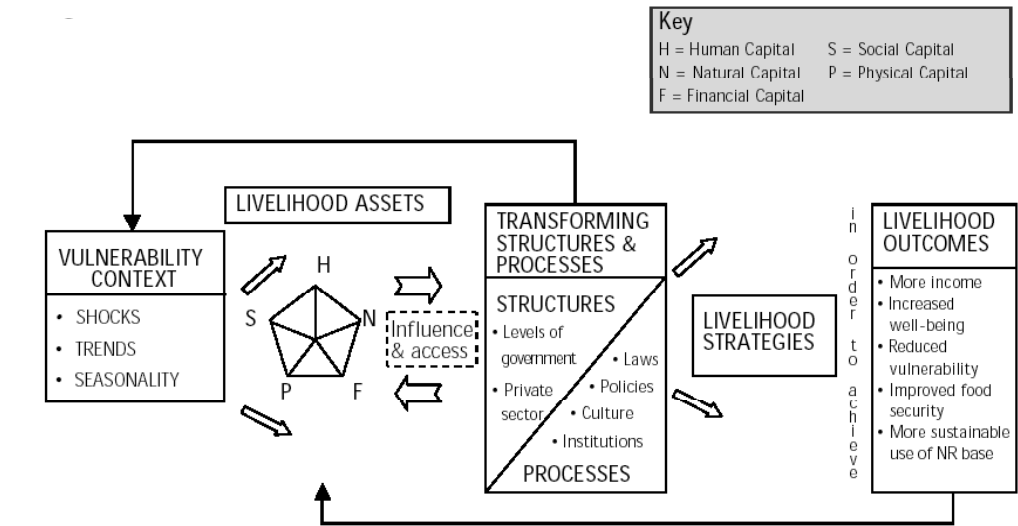 Key
H = Human Capital S = Social Capital
N = Natural Capital P = Physical Capital
F = Financial Capital
LIVELIHOOD ASSETS
VULNERABILITY
CONTEXT
• SHOCKS
• TRENDS
• SEASONALITY
H
S
N
P
F
Influence
& access
TRANSFORMING
STRUCTURES &
PROCESSES
STRUCTURES
• Levels of
government
• Private
sector
• Laws
• Policies
• Culture
• Institutions
PROCESSES
LIVELIHOOD
STRATEGIES
in order to achieve
LIVELIHOOD
OUTCOMES
• More income
• Increased
well-being
• Reduced
vulnerability
• Improved food
security
• More sustainable
use of NR base